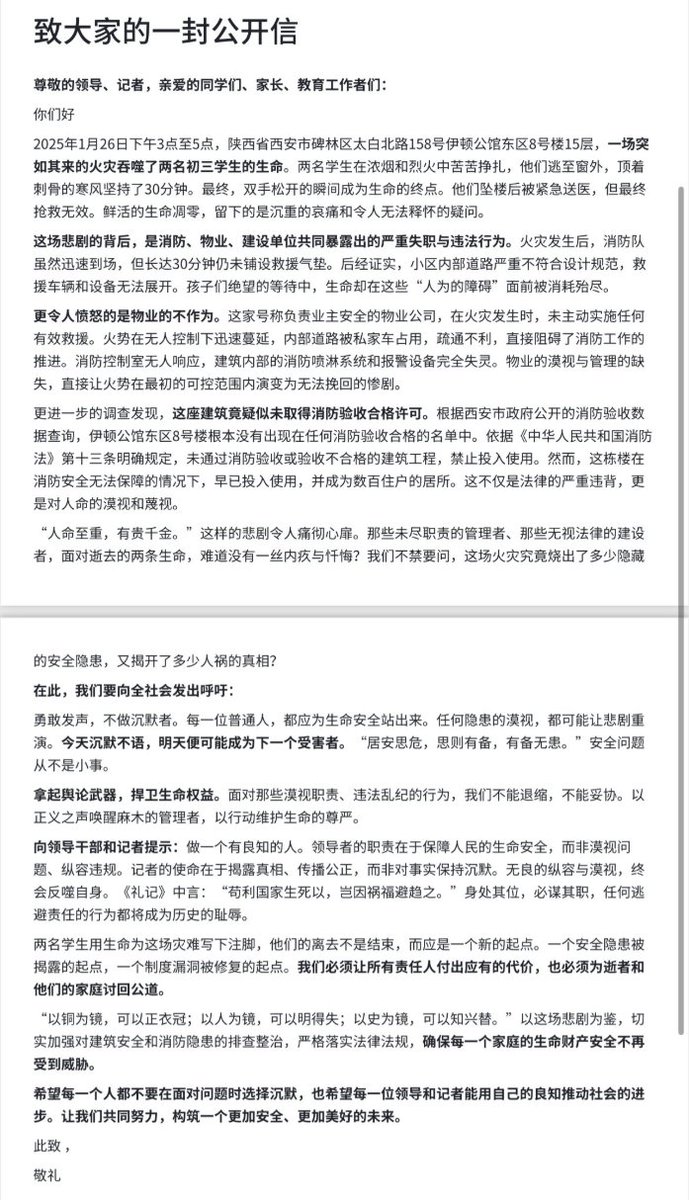 致大家的一封公开信
尊敬的领导、记者，亲爱的同学们、家长、教育工作者们：
你们好
2025年1月26日下午3点至5点，陕西省西安市碑林区太白北路158号伊顿公馆东区8号楼15层，一场突
如其来的火灾吞噬了两名初三学生的生命。两名学生在浓烟和烈火中苦苦挣扎，他们逃至窗外，顶着
刺骨的寒风坚持了30分钟。最终，双手松开的瞬间成为生命的终点。他们坠楼后被紧急送医，但最终
抢救无效。鲜活的生命凋零，留下的是沉重的哀痛和令人无法释怀的疑问。
这场悲剧的背后，是消防、物业、建设单位共同暴露出的严重失职与违法行为。火灾发生后，消防队
虽然迅速到场，但长达30分钟仍未铺设救援气垫。后经证实，小区内部道路严重不符合设计规范，救
援车辆和设备无法展开。孩子们绝望的等待中，生命却在这些“人为的障碍”面前被消耗殆尽。
更令人愤怒的是物业的不作为。这家号称负责业主安全的物业公司，在火灾发生时，未主动实施任何
有效救援。火势在无人控制下迅速蔓延，内部道路被私家车占用，疏通不利，直接阻碍了消防工作的
推进。消防控制室无人响应，建筑内部的消防喷淋系统和报警设备完全失灵。物业的漠视与管理的缺
失，直接让火势在最初的可控范围内演变为无法挽回的惨剧。
更进一步的调查发现，这座建筑竟疑似未取得消防验收合格许可。根据西安市政府公开的消防验收数
据查询，伊顿公馆东区8号楼根本没有出现在任何消防验收合格的名单中。依据《中华人民共和国消防
法》第十三条明确规定，未通过消防验收或验收不合格的建筑工程，禁止投入使用。然而，这栋楼在
消防安全无法保障的情况下，早已投入使用，并成为数百住户的居所。这不仅是法律的严重违背，更
是对人命的漠视和蔑视。
“人命至重，有贵千金。”这样的悲剧令人痛彻心扉。那些未尽职责的管理者、那些无视法律的建设
者，面对逝去的两条生命，难道没有一丝内疚与忏悔？我们不禁要问，这场火灾究竟烧出了多少隐藏
的安全隐患，又揭开了多少人祸的真相？
在此，我们要向全社会发出呼吁：
勇敢发声，不做沉默者。每一位普通人，都应为生命安全站出来。任何隐患的漠视，都可能让悲剧重
演。今天沉默不语，明天便可能成为下一个受害者。“居安思危，思则有备，有备无患。”安全问题
从不是小事。
拿起舆论武器，捍卫生命权益。面对那些漠视职责、违法乱纪的行为，我们不能退缩，不能妥协。以
正义之声唤醒麻木的管理者，以行动维护生命的尊严。
向领导干部和记者提示：做一个有良知的人。领导者的职责在于保障人民的生命安全，而非漠视问
题、纵容违规。记者的使命在于揭露真相、传播公正，而非对事实保持沉默。无良的纵容与漠视，终
会反噬自身。《礼记》中言：“苟利国家生死以，岂因祸福避趋之。”身处其位，必谋其职，任何逃
避责任的行为都将成为历史的耻辱。
两名学生用生命为这场灾难写下注脚，他们的离去不是结束，而应是一个新的起点。一个安全隐患被
揭露的起点，一个制度漏洞被修复的起点。我们必须让所有责任人付出应有的代价，也必须为逝者和
他们的家庭讨回公道。
“以铜为镜，可以正衣冠；以人为镜，可以明得失；以史为镜，可以知兴替。”以这场悲剧为鉴，切
实加强对建筑安全和消防隐患的排查整治，严格落实法律法规，确保每一个家庭的生命财产安全不再
受到威胁。
希望每一个人都不要在面对问题时选择沉默，也希望每一位领导和记者能用自己的良知推动社会的进
步。让我们共同努力，构筑一个更加安全、更加美好的未来。
此致，
敬礼